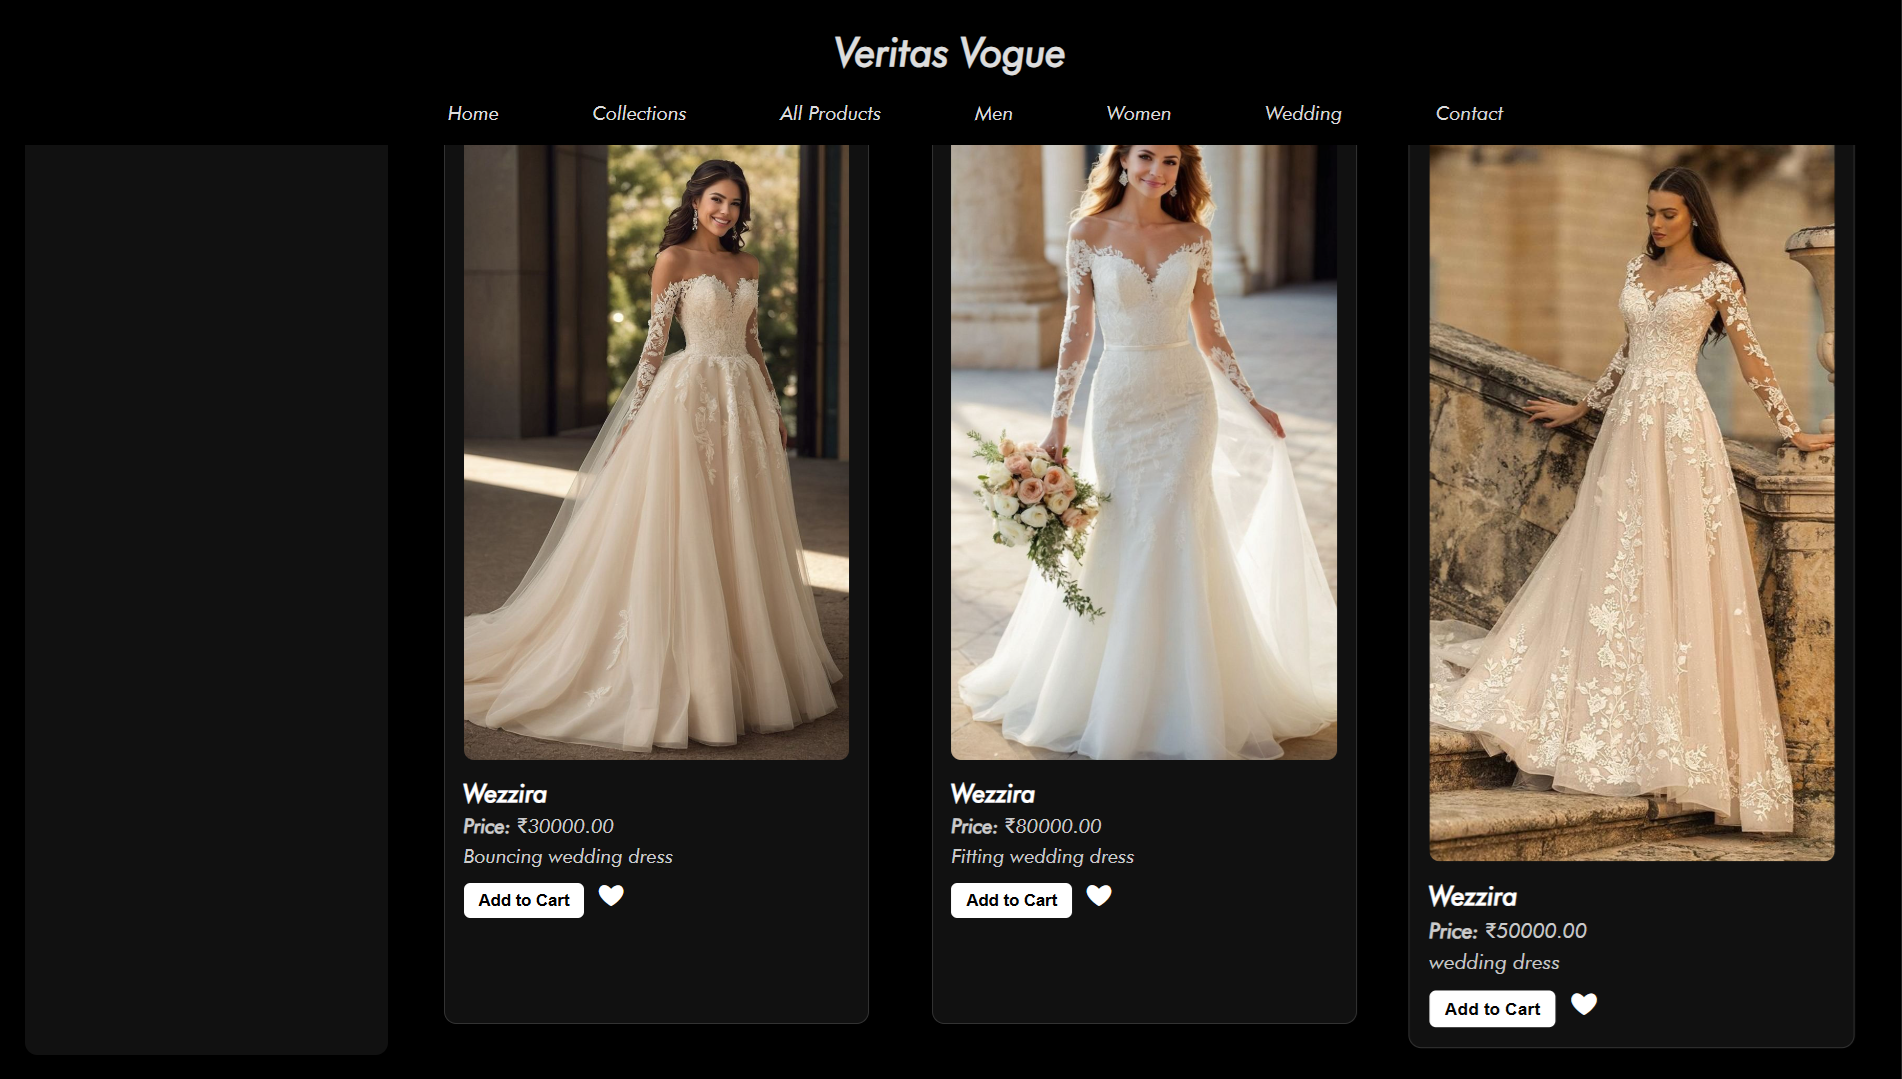 Veritas Vogue
Home Collections All Products Men Women Wedding Contact
Wezzira
Price: ₹30000.00
Bouncing wedding dress
Add to Cart
Wezzira
Price: ₹80000.00
Fitting wedding dress
Add to Cart
Wezzira
Price: ₹50000.00
wedding dress
Add to Cart